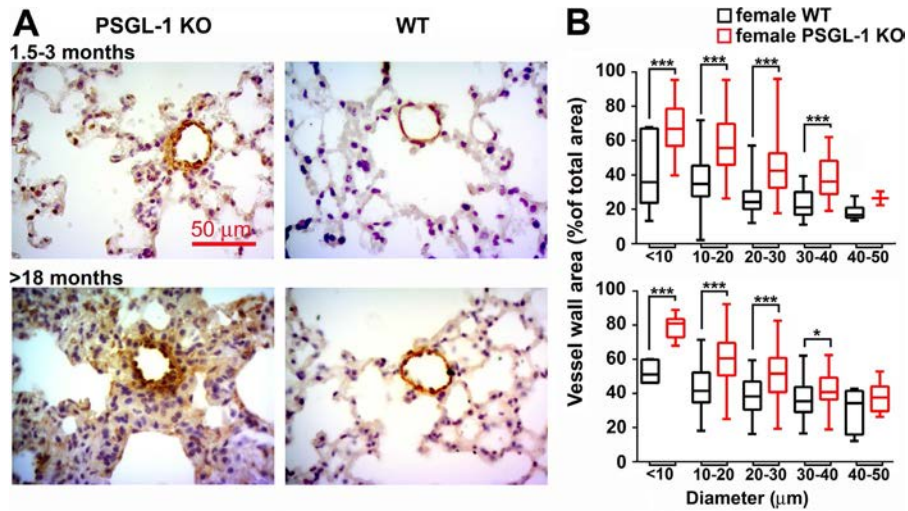 A
PSGL-1 KO
WT
1.5-3 months
50 μm
>18 months
B
female WT
female PSGL-1 KO
Vessel wall area (%of total area)
100
80
60
40
20
0
***
***
***
***
<10
10-20
20-30
30-40
40-50
100
80
60
40
20
0
***
***
***
*
<10
10-20
20-30
30-40
40-50
Diameter (μm)